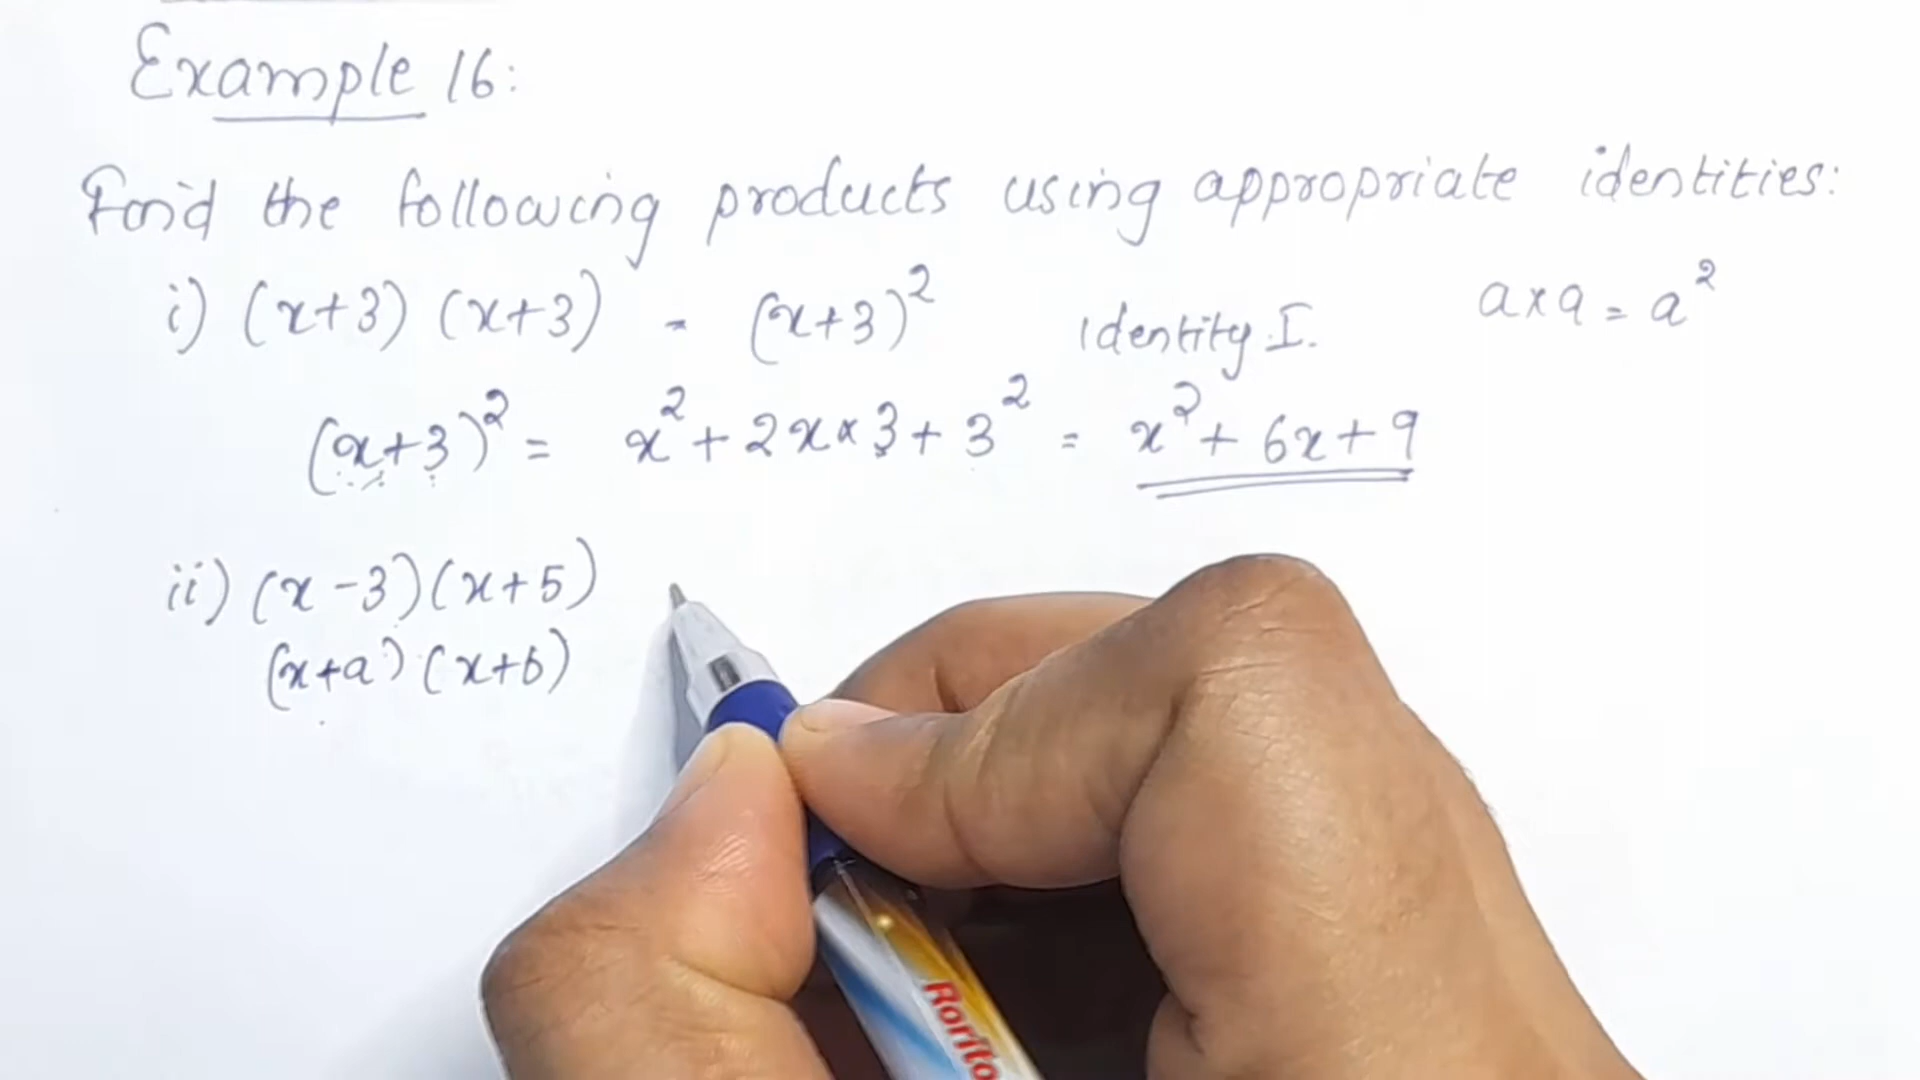 Example 16:
Find the following products using appropriate identities:
i) (x+3) (x+3) = (x+3)² Identity I. a×a = a²
(x+3)² = x² + 2x×3 + 3² = x² + 6x + 9
ii) (x-3)(x+5)
(x+a) (x+b)
Rorito